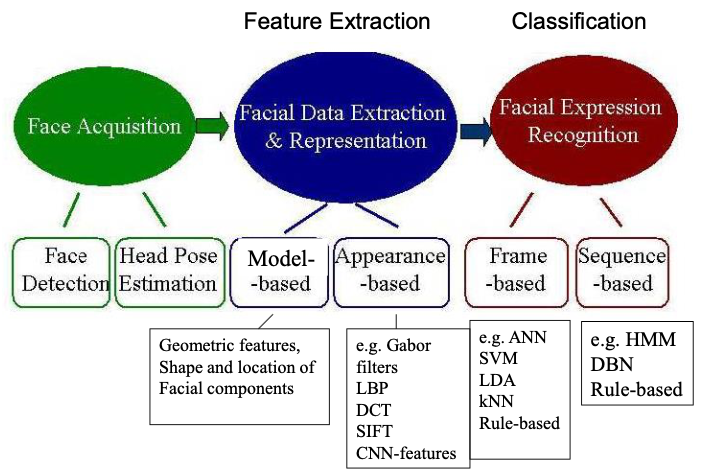 Feature Extraction
Classification
Face Acquisition
Facial Data Extraction
& Representation
Facial Expression
Recognition
Face
Detection
Head Pose
Estimation
Model-
-based
Appearance
-based
Frame
-based
Sequence
-based
Geometric features,
Shape and location of
Facial components
e.g. Gabor
filters
LBP
DCT
SIFT
CNN-features
e.g. ANN
SVM
LDA
kNN
Rule-based
e.g. HMM
DBN
Rule-based